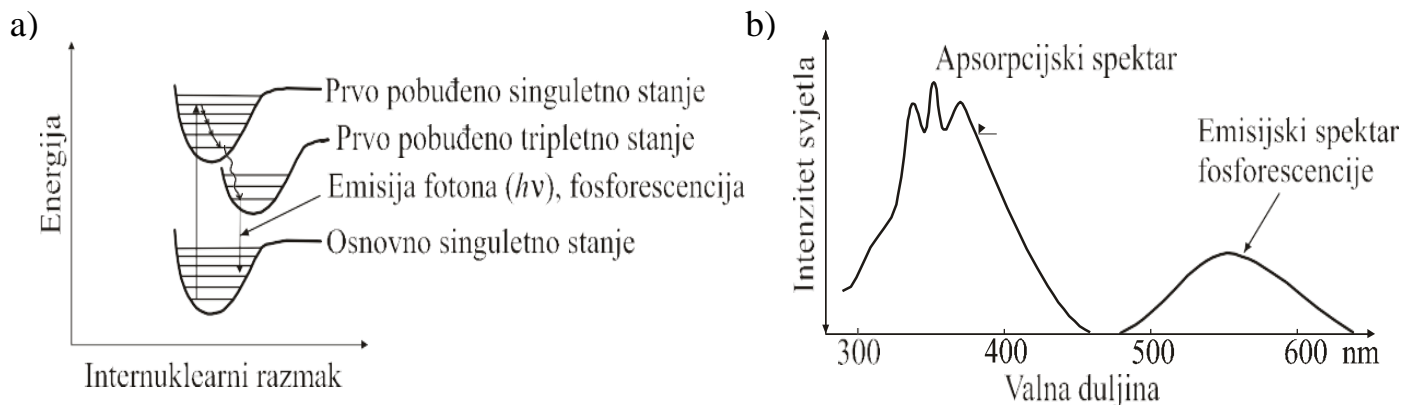 a)
Energija
Prvo pobuđeno singuletno stanje
Prvo pobuđeno tripletno stanje
Emisija fotona (hν), fosforescencija
Osnovno singuletno stanje
Internuklearni razmak
b)
Intenzitet svjetla
Apsorpcijski spektar
Emisijski spektar
fosforescencije
300 400 500 600 nm
Valna duljina